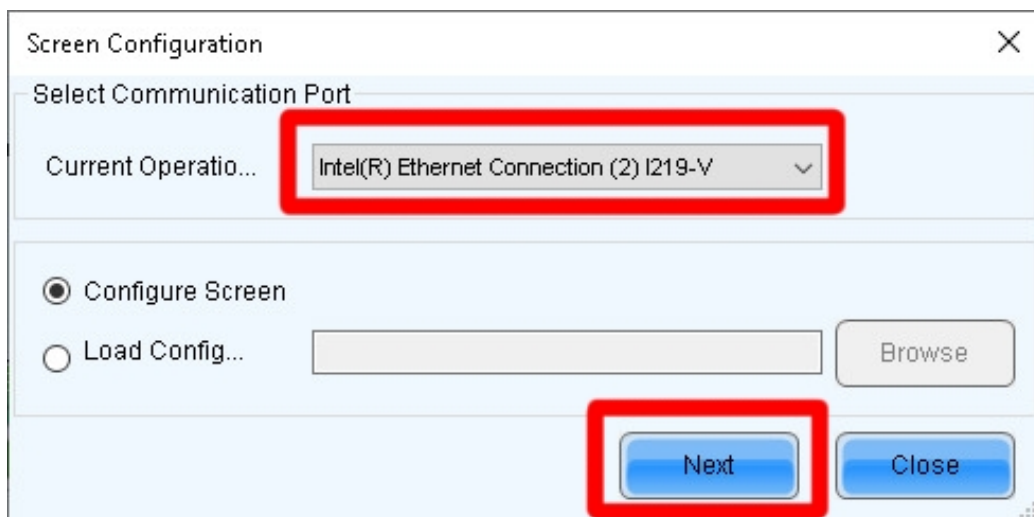 Screen Configuration
Select Communication Port
Current Operatio...
Intel(R) Ethernet Connection (2) I219-V
Configure Screen
Load Config...
Browse
Next
Close